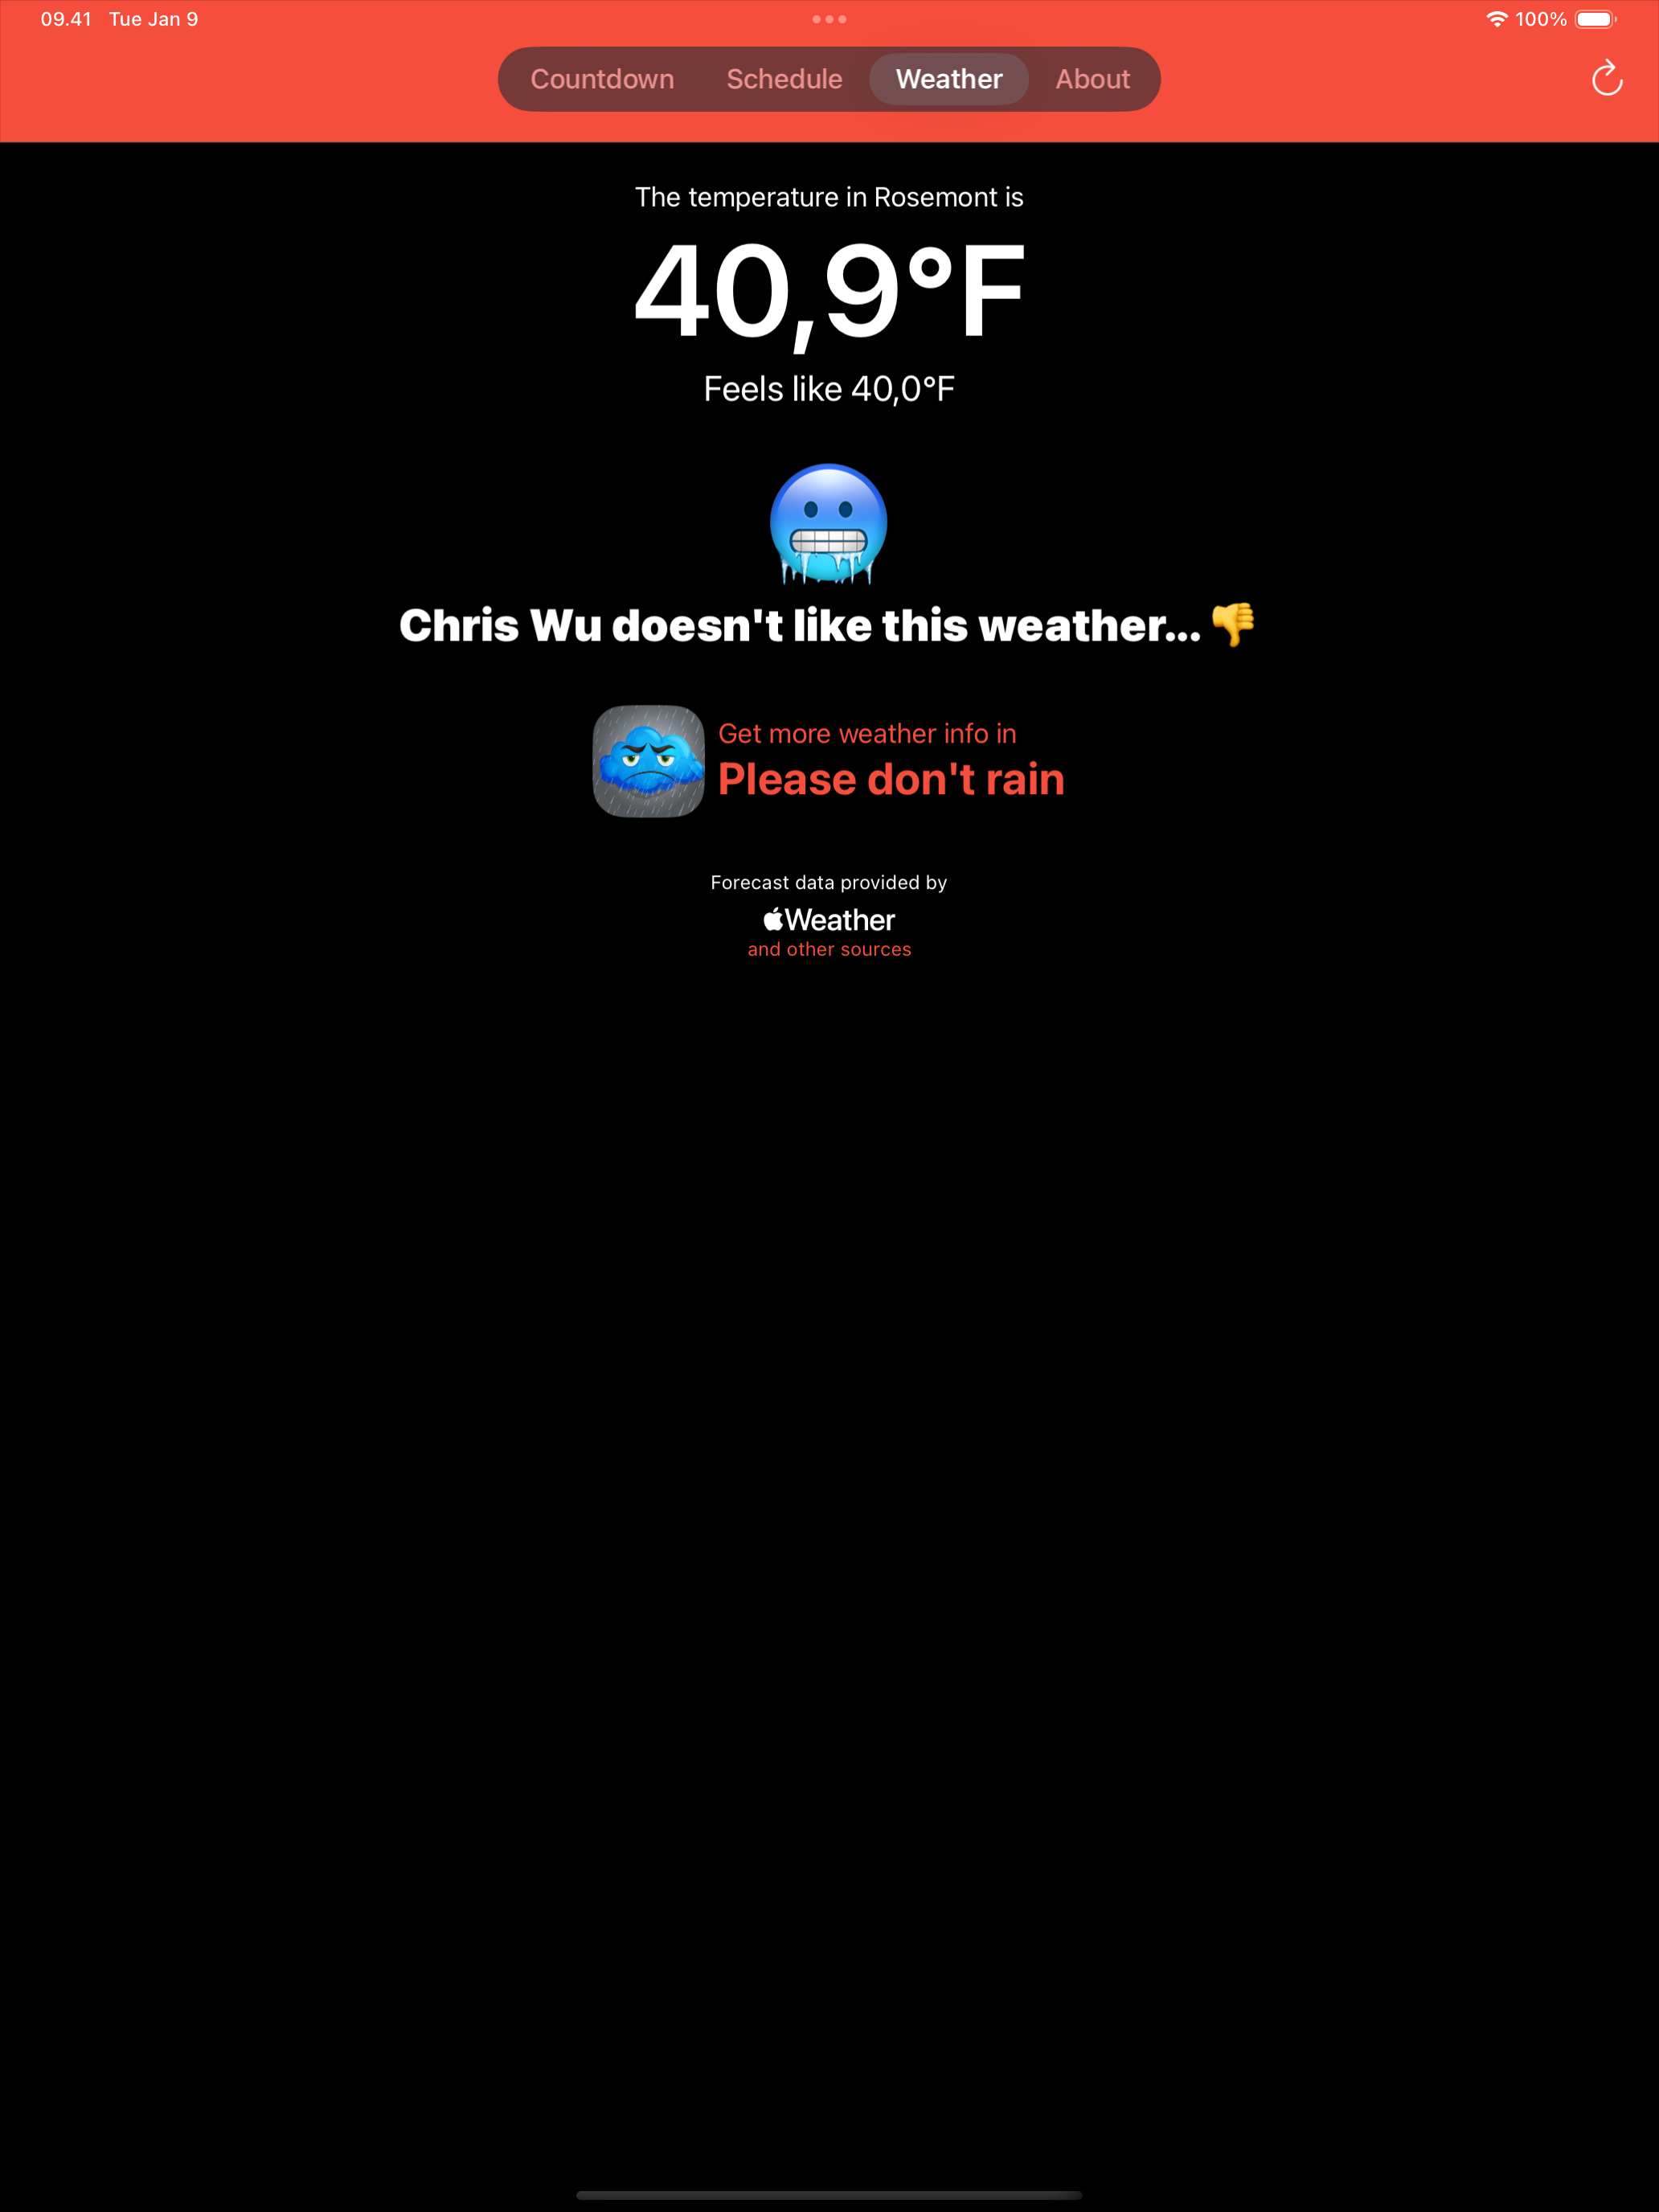 09.41 Tue Jan 9
100%
Countdown Schedule Weather About
The temperature in Rosemont is
40,9°F
Feels like 40,0°F
Chris Wu doesn't like this weather... 👎
Get more weather info in
Please don't rain
Forecast data provided by
Weather
and other sources